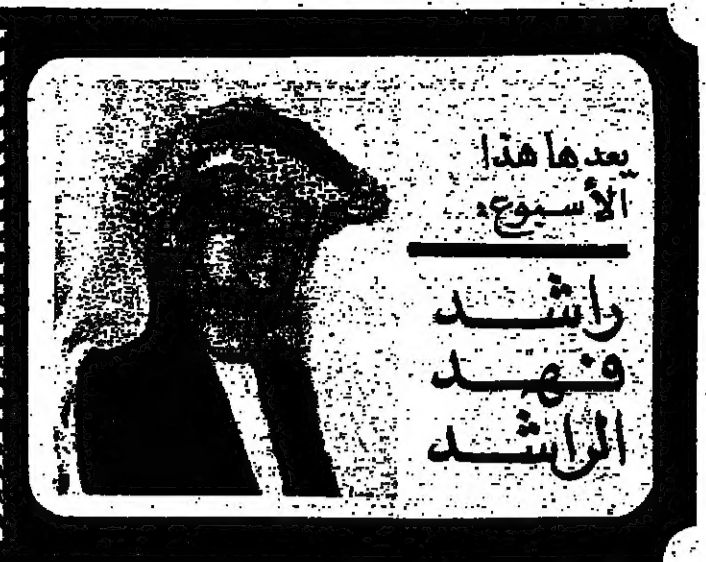 يعدها هذا
الأسبوع:
راشد
فهد
الراشد